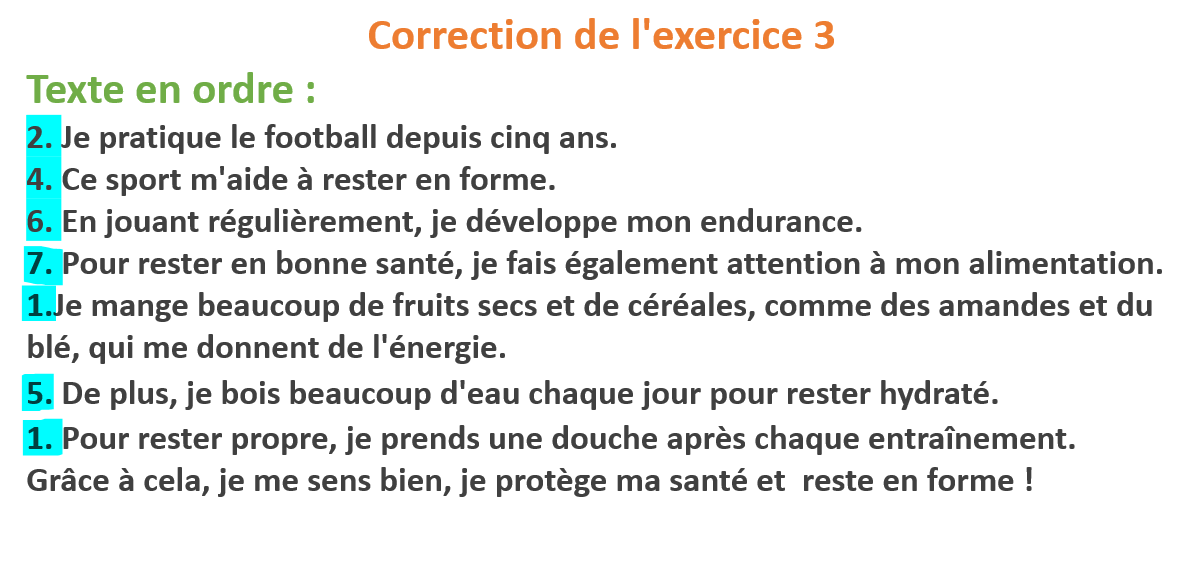 Correction de l'exercice 3
Texte en ordre :
2. Je pratique le football depuis cinq ans.
4. Ce sport m'aide à rester en forme.
6. En jouant régulièrement, je développe mon endurance.
7. Pour rester en bonne santé, je fais également attention à mon alimentation.
1.Je mange beaucoup de fruits secs et de céréales, comme des amandes et du
blé, qui me donnent de l'énergie.
5. De plus, je bois beaucoup d'eau chaque jour pour rester hydraté.
1. Pour rester propre, je prends une douche après chaque entraînement.
Grâce à cela, je me sens bien, je protège ma santé et  reste en forme !